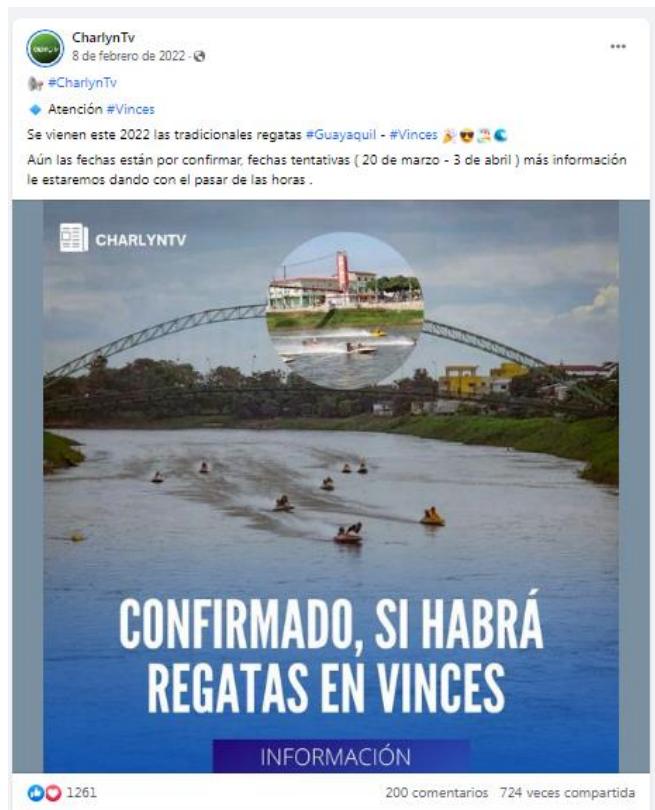 CharlynTv
8 de febrero de 2022 ·
#CharlynTv
Atención #Vinces
Se vienen este 2022 las tradicionales regatas #Guayaquil - #Vinces
Aún las fechas están por confirmar, fechas tentativas ( 20 de marzo - 3 de abril ) más información
le estaremos dando con el pasar de las horas .
CHARLYNTV
CONFIRMADO, SI HABRÁ
REGATAS EN VINCES
INFORMACIÓN
1261
200 comentarios 724 veces compartida